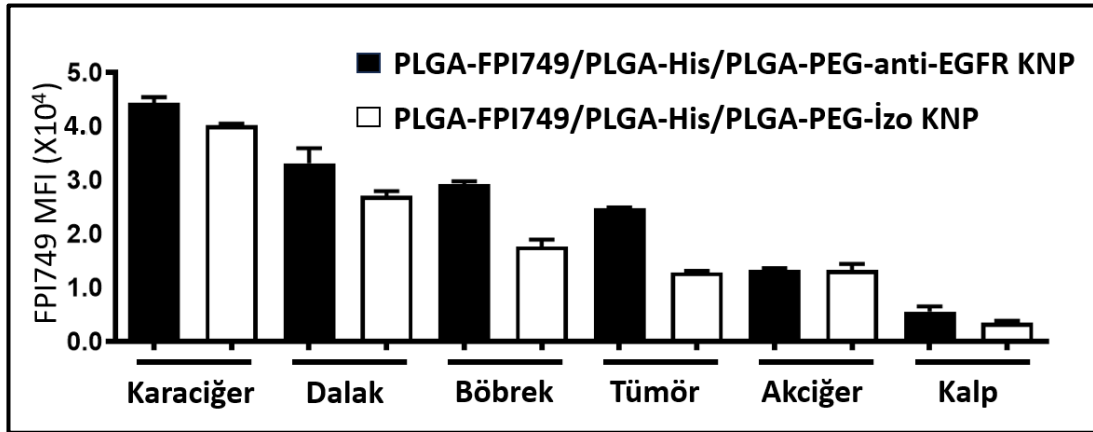 PLGA-FPI749/PLGA-His/PLGA-PEG-anti-EGFR KNP
PLGA-FPI749/PLGA-His/PLGA-PEG-İzo KNP
FPI749 MFI (X10⁴)
5.0
4.0
3.0
2.0
1.0
0.0
Karaciğer Dalak Böbrek Tümör Akciğer Kalp